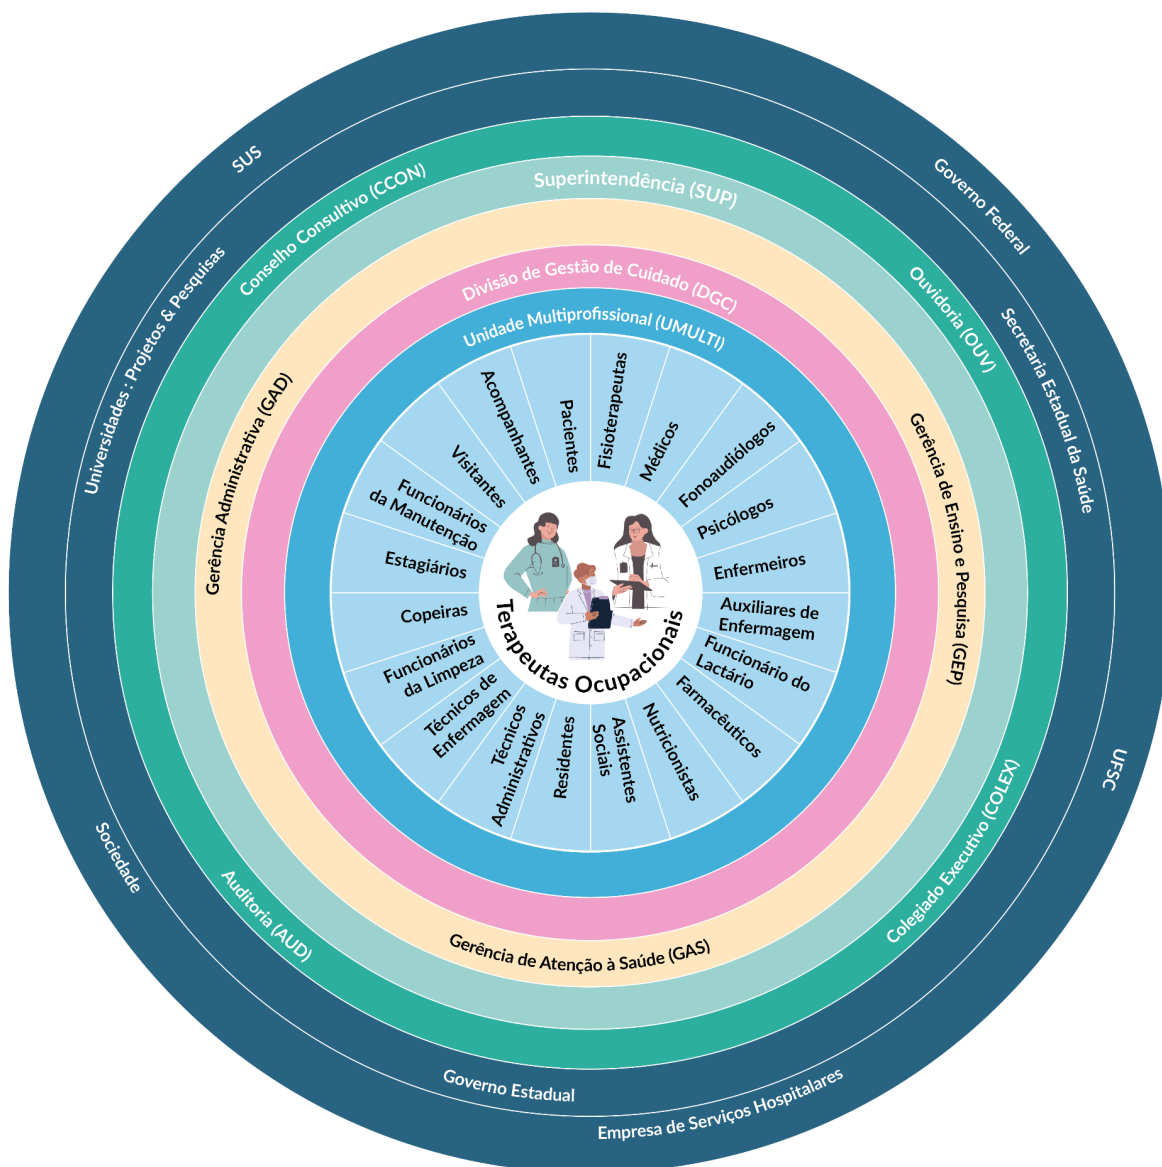 SUS
Governo Federal
UFSC
Empresa de Serviços Hospitalares
Sociedade
Universidades : Projetos & Pesquisas
Secretaria Estadual da Saúde
Governo Estadual
Conselho Consultivo (CCON)
Ouvidoria (OUV)
Colegiado Executivo (COLEX)
Auditoria (AUD)
Superintendência (SUP)
Gerência Administrativa (GAD)
Gerência de Ensino e Pesquisa (GEP)
Gerência de Atenção à Saúde (GAS)
Divisão de Gestão de Cuidado (DGC)
Unidade Multiprofissional (UMULTI)
Fisioterapeutas
Médicos
Fonoaudiólogos
Psicólogos
Enfermeiros
Auxiliares de
Enfermagem
Funcionário do
Lactário
Farmacêuticos
Nutricionistas
Assistentes
Sociais
Residentes
Técnicos
Administrativos
Técnicos de
Enfermagem
Funcionários
da Limpeza
Copeiras
Estagiários
Funcionários
da Manutenção
Visitantes
Acompanhantes
Pacientes
Terapeutas Ocupacionais